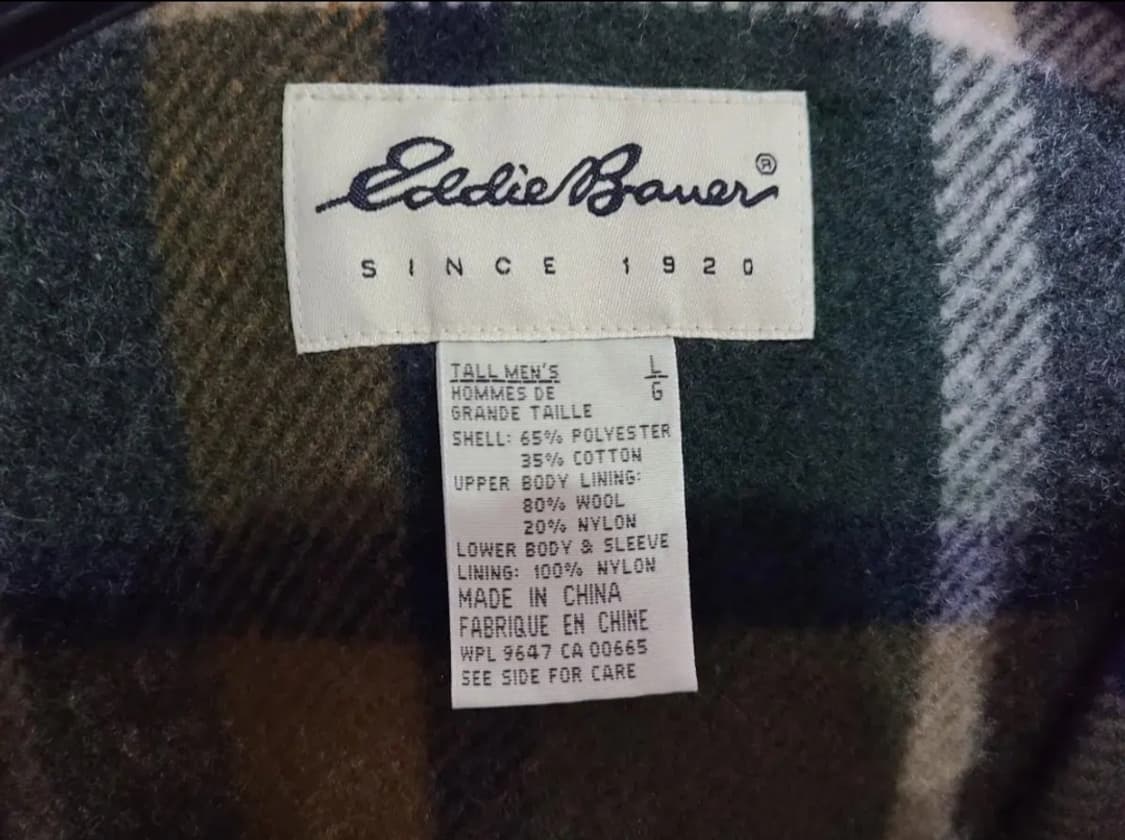 Eddie Bauer ®
SINCE 1920
TALL MEN'S L
HOMMES DE G
GRANDE TAILLE
SHELL: 65% POLYESTER
35% COTTON
UPPER BODY LINING:
80% WOOL
20% NYLON
LOWER BODY & SLEEVE
LINING: 100% NYLON
MADE IN CHINA
FABRIQUE EN CHINE
WPL 9647 CA 00665
SEE SIDE FOR CARE